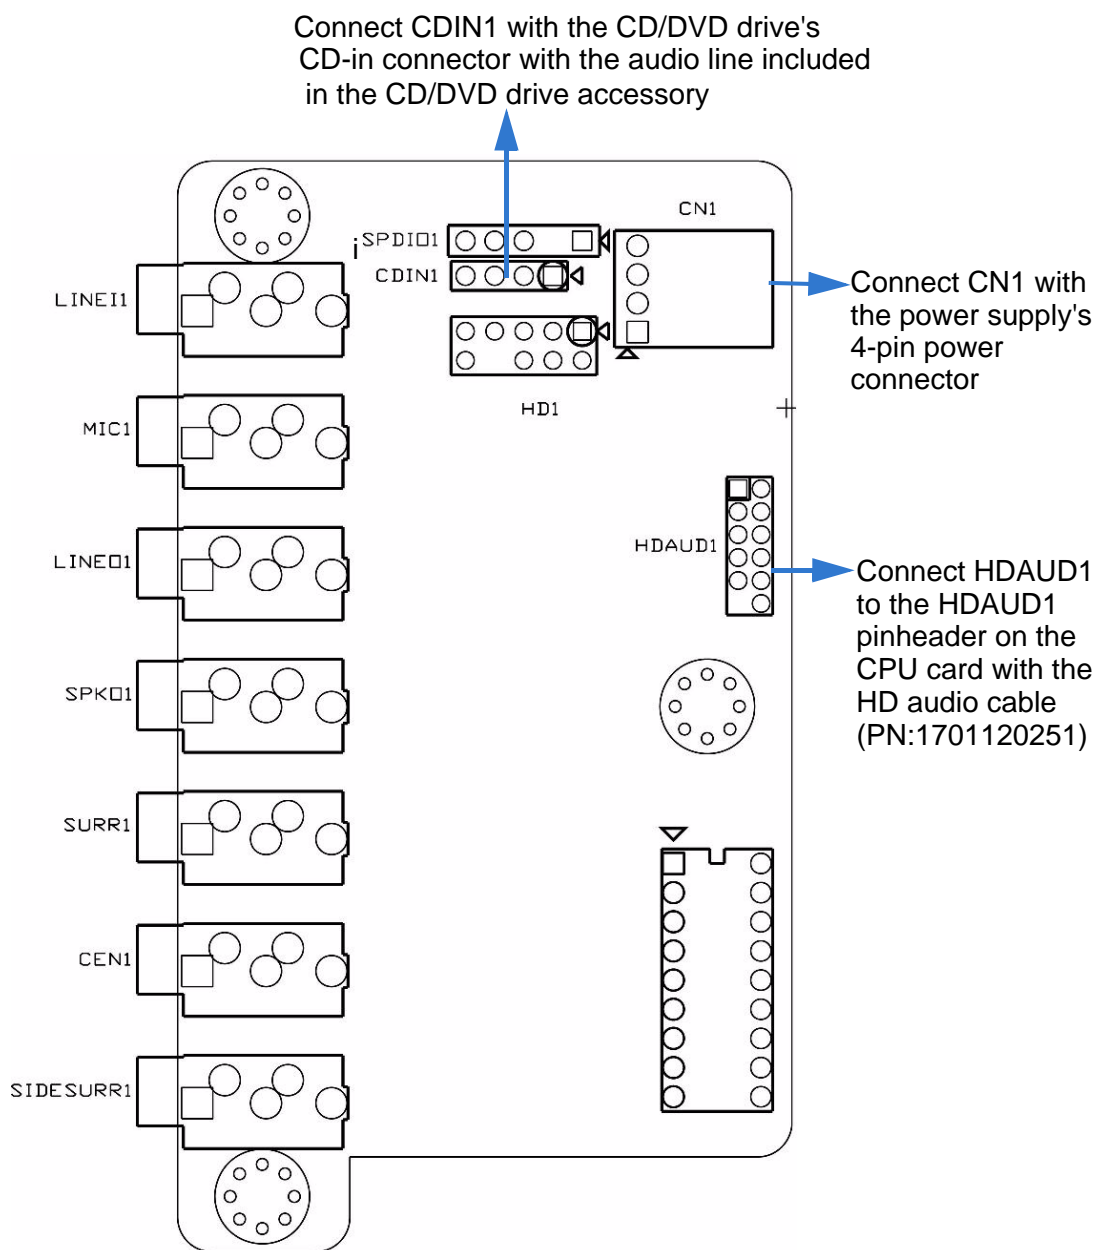 Connect CDIN1 with the CD/DVD drive's
CD-in connector with the audio line included
in the CD/DVD drive accessory
CN1
iSPDIO1
CDIN1
LINEI1
Connect CN1 with
the power supply's
4-pin power
connector
HD1
MIC1
HDAUD1
LINEO1
Connect HDAUD1
to the HDAUD1
pinheader on the
CPU card with the
HD audio cable
(PN:1701120251)
SPKO1
SURR1
CEN1
SIDESURR1